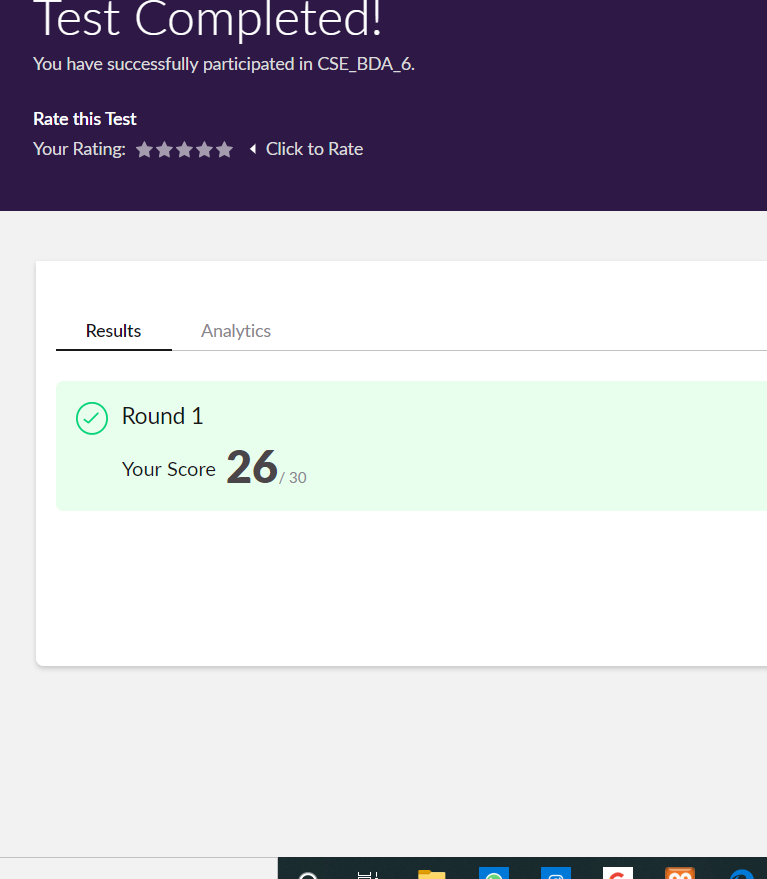 Test Completed!
You have successfully participated in CSE_BDA_6.
Rate this Test
Your Rating: Click to Rate
Results Analytics
Round 1
Your Score 26 / 30